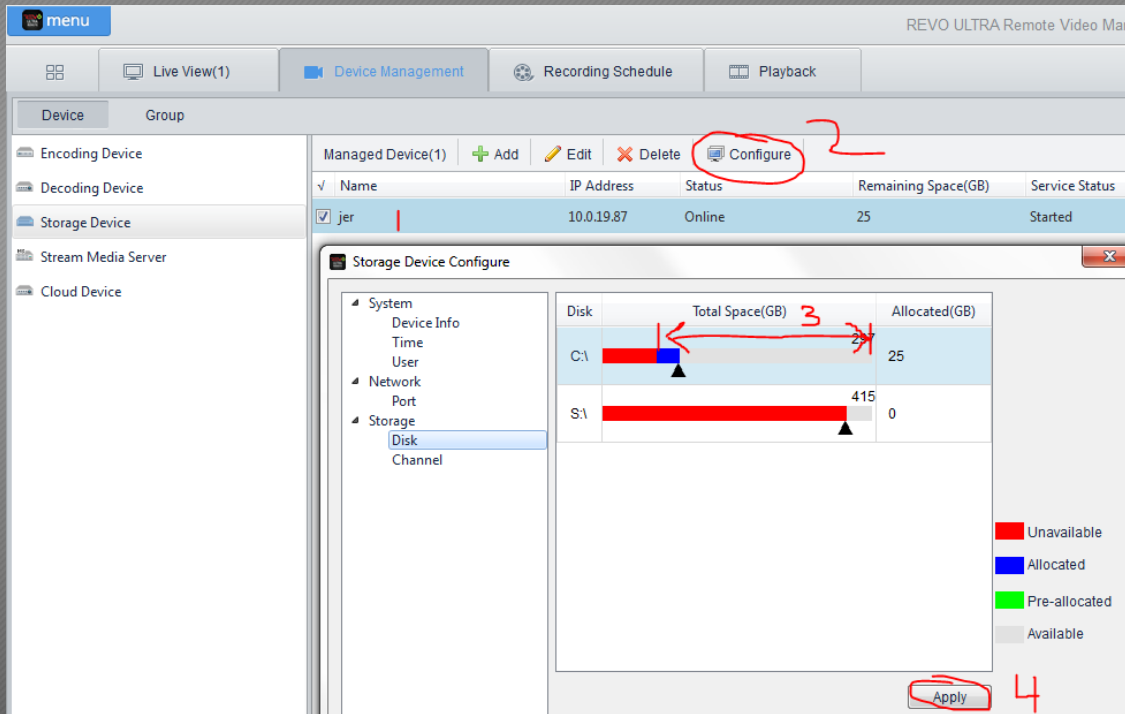 menu
REVO ULTRA Remote Video Ma
Live View(1)
Device Management
Recording Schedule
Playback
Device
Group
Encoding Device
Decoding Device
Storage Device
Stream Media Server
Cloud Device
Managed Device(1)
Add
Edit
Delete
Configure
2
√ Name IP Address Status Remaining Space(GB) Service Status
jer 1 10.0.19.87 Online 25 Started
Storage Device Configure
System
Device Info
Time
User
Network
Port
Storage
Disk
Channel
Disk Total Space(GB) 3 Allocated(GB)
297
C:\ 25
415
S:\ 0
Unavailable
Allocated
Pre-allocated
Available
Apply 4